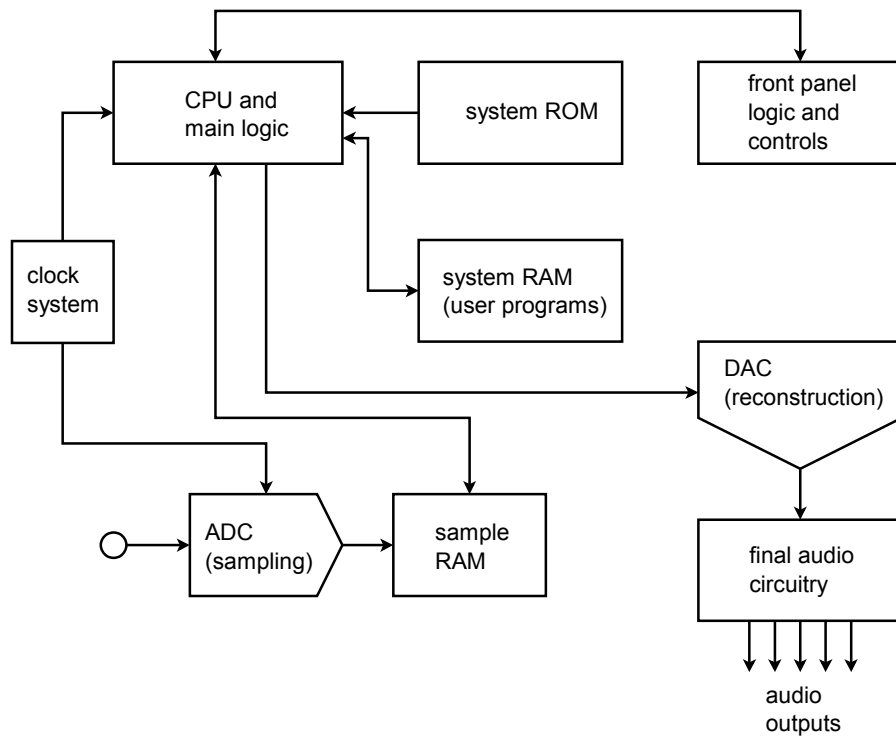 CPU and
main logic
system ROM
front panel
logic and
controls
clock
system
system RAM
(user programs)
DAC
(reconstruction)
ADC
(sampling)
sample
RAM
final audio
circuitry
audio
outputs